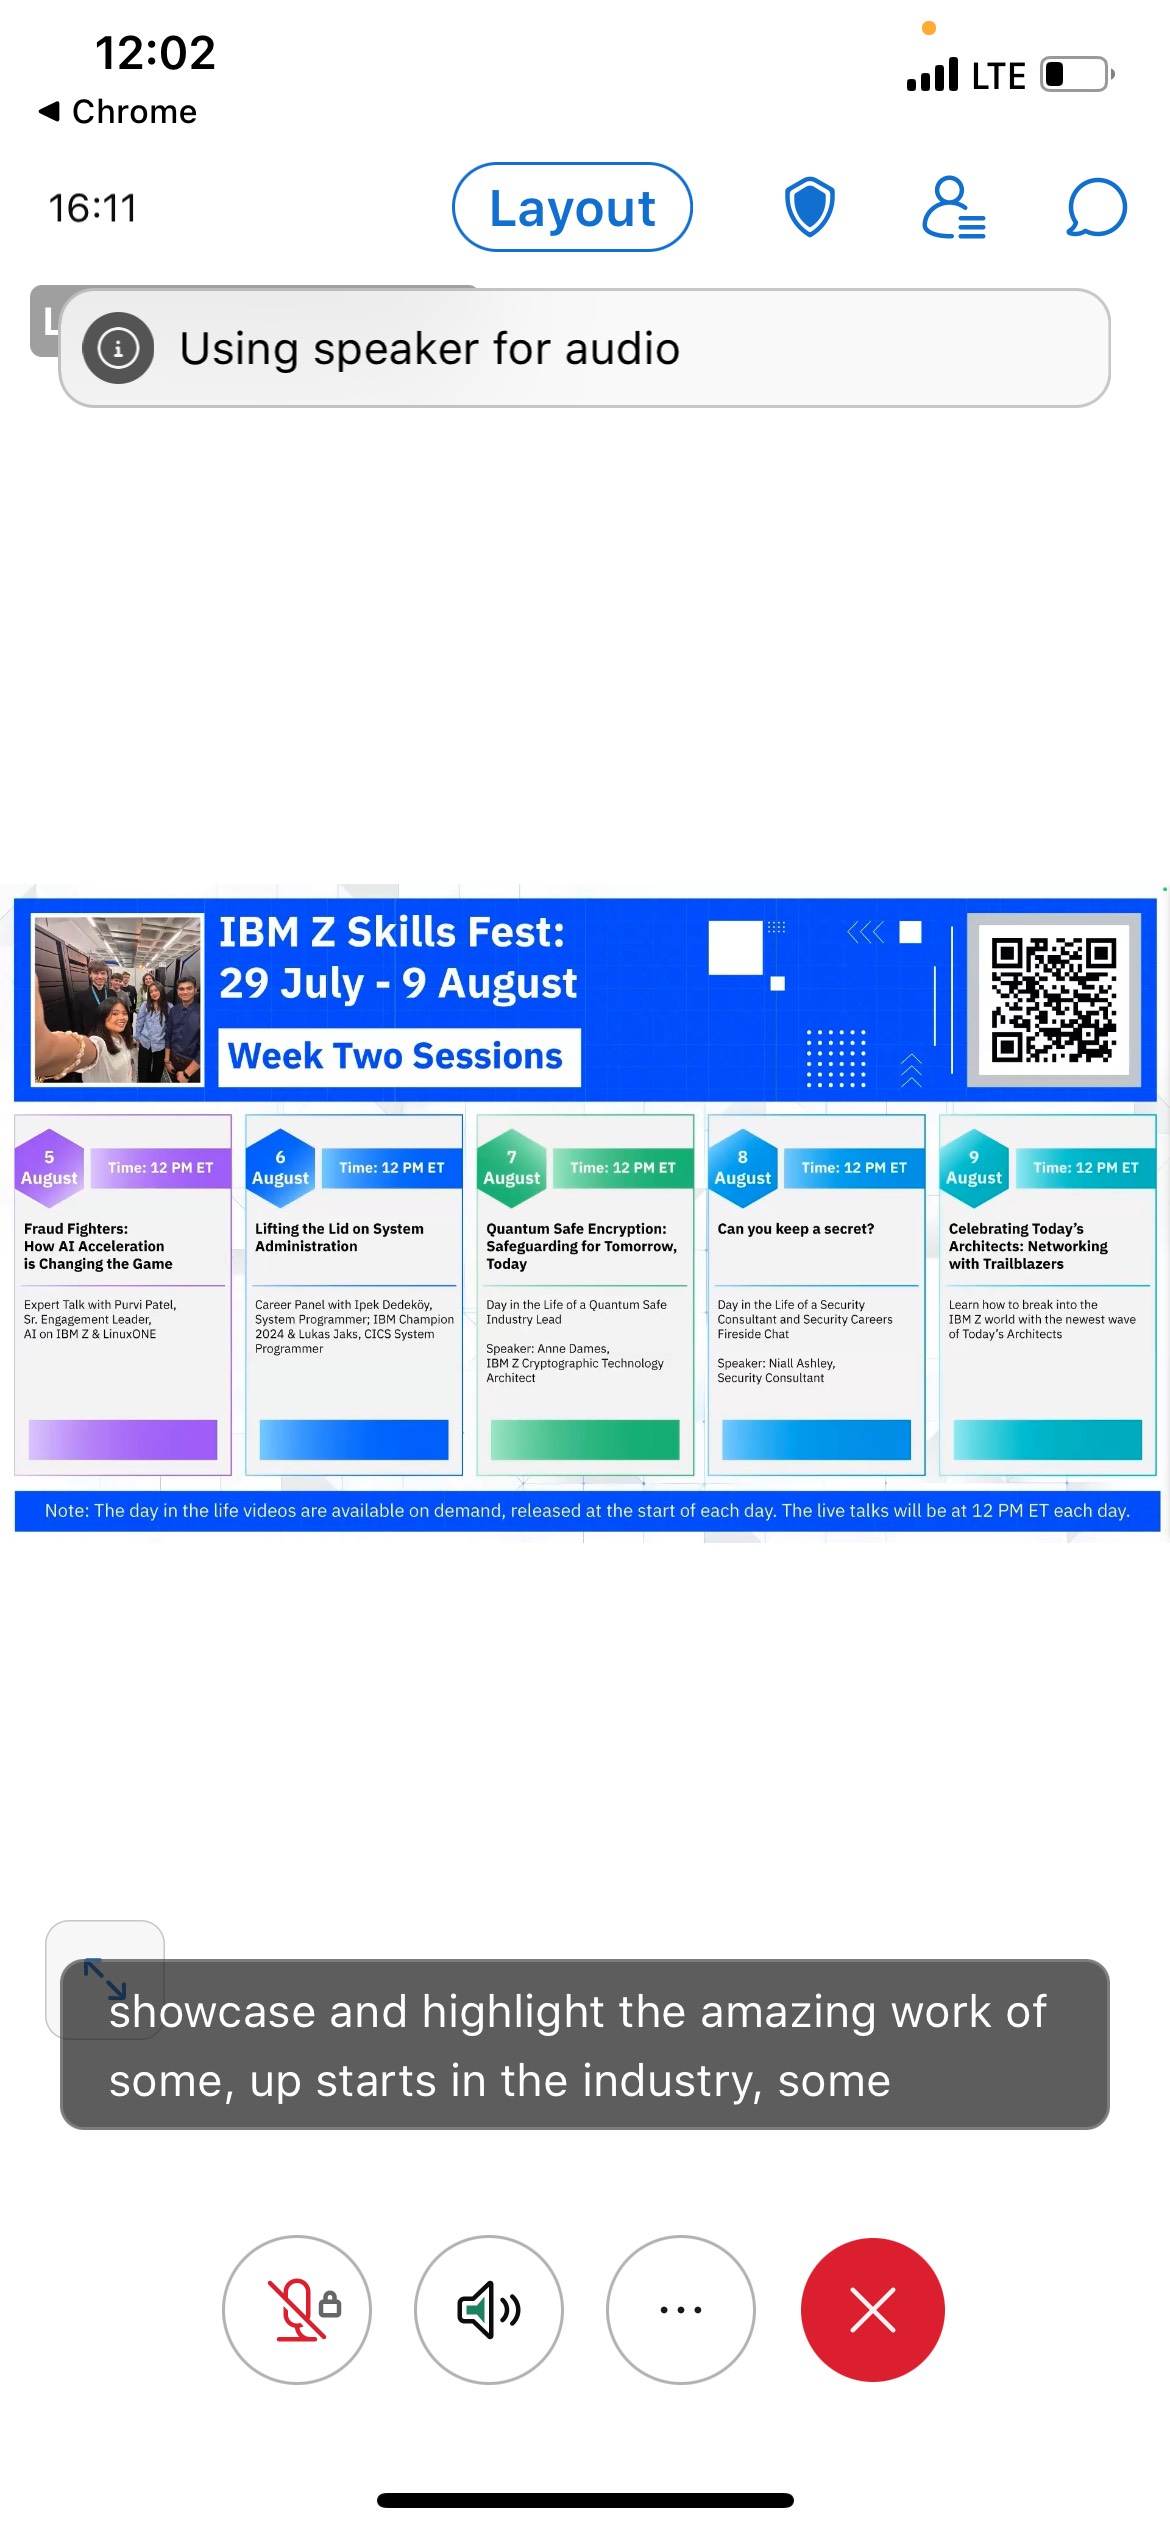 12:02
LTE
Chrome
16:11
Layout
L
Using speaker for audio
IBM Z Skills Fest:
29 July - 9 August
Week Two Sessions
5
August
Time: 12 PM ET
Fraud Fighters:
How AI Acceleration
is Changing the Game
Expert Talk with Purvi Patel,
Sr. Engagement Leader,
AI on IBM Z & LinuxONE
6
August
Time: 12 PM ET
Lifting the Lid on System
Administration
Career Panel with Ipek Dedeköy,
System Programmer; IBM Champion
2024 & Lukas Jaks, CICS System
Programmer
7
August
Time: 12 PM ET
Quantum Safe Encryption:
Safeguarding for Tomorrow,
Today
Day in the Life of a Quantum Safe
Industry Lead
Speaker: Anne Dames,
IBM Z Cryptographic Technology
Architect
8
August
Time: 12 PM ET
Can you keep a secret?
Day in the Life of a Security
Consultant and Security Careers
Fireside Chat
Speaker: Niall Ashley,
Security Consultant
9
August
Time: 12 PM ET
Celebrating Today's
Architects: Networking
with Trailblazers
Learn how to break into the
IBM Z world with the newest wave
of Today's Architects
Note: The day in the life videos are available on demand, released at the start of each day. The live talks will be at 12 PM ET each day.
showcase and highlight the amazing work of
some, up starts in the industry, some